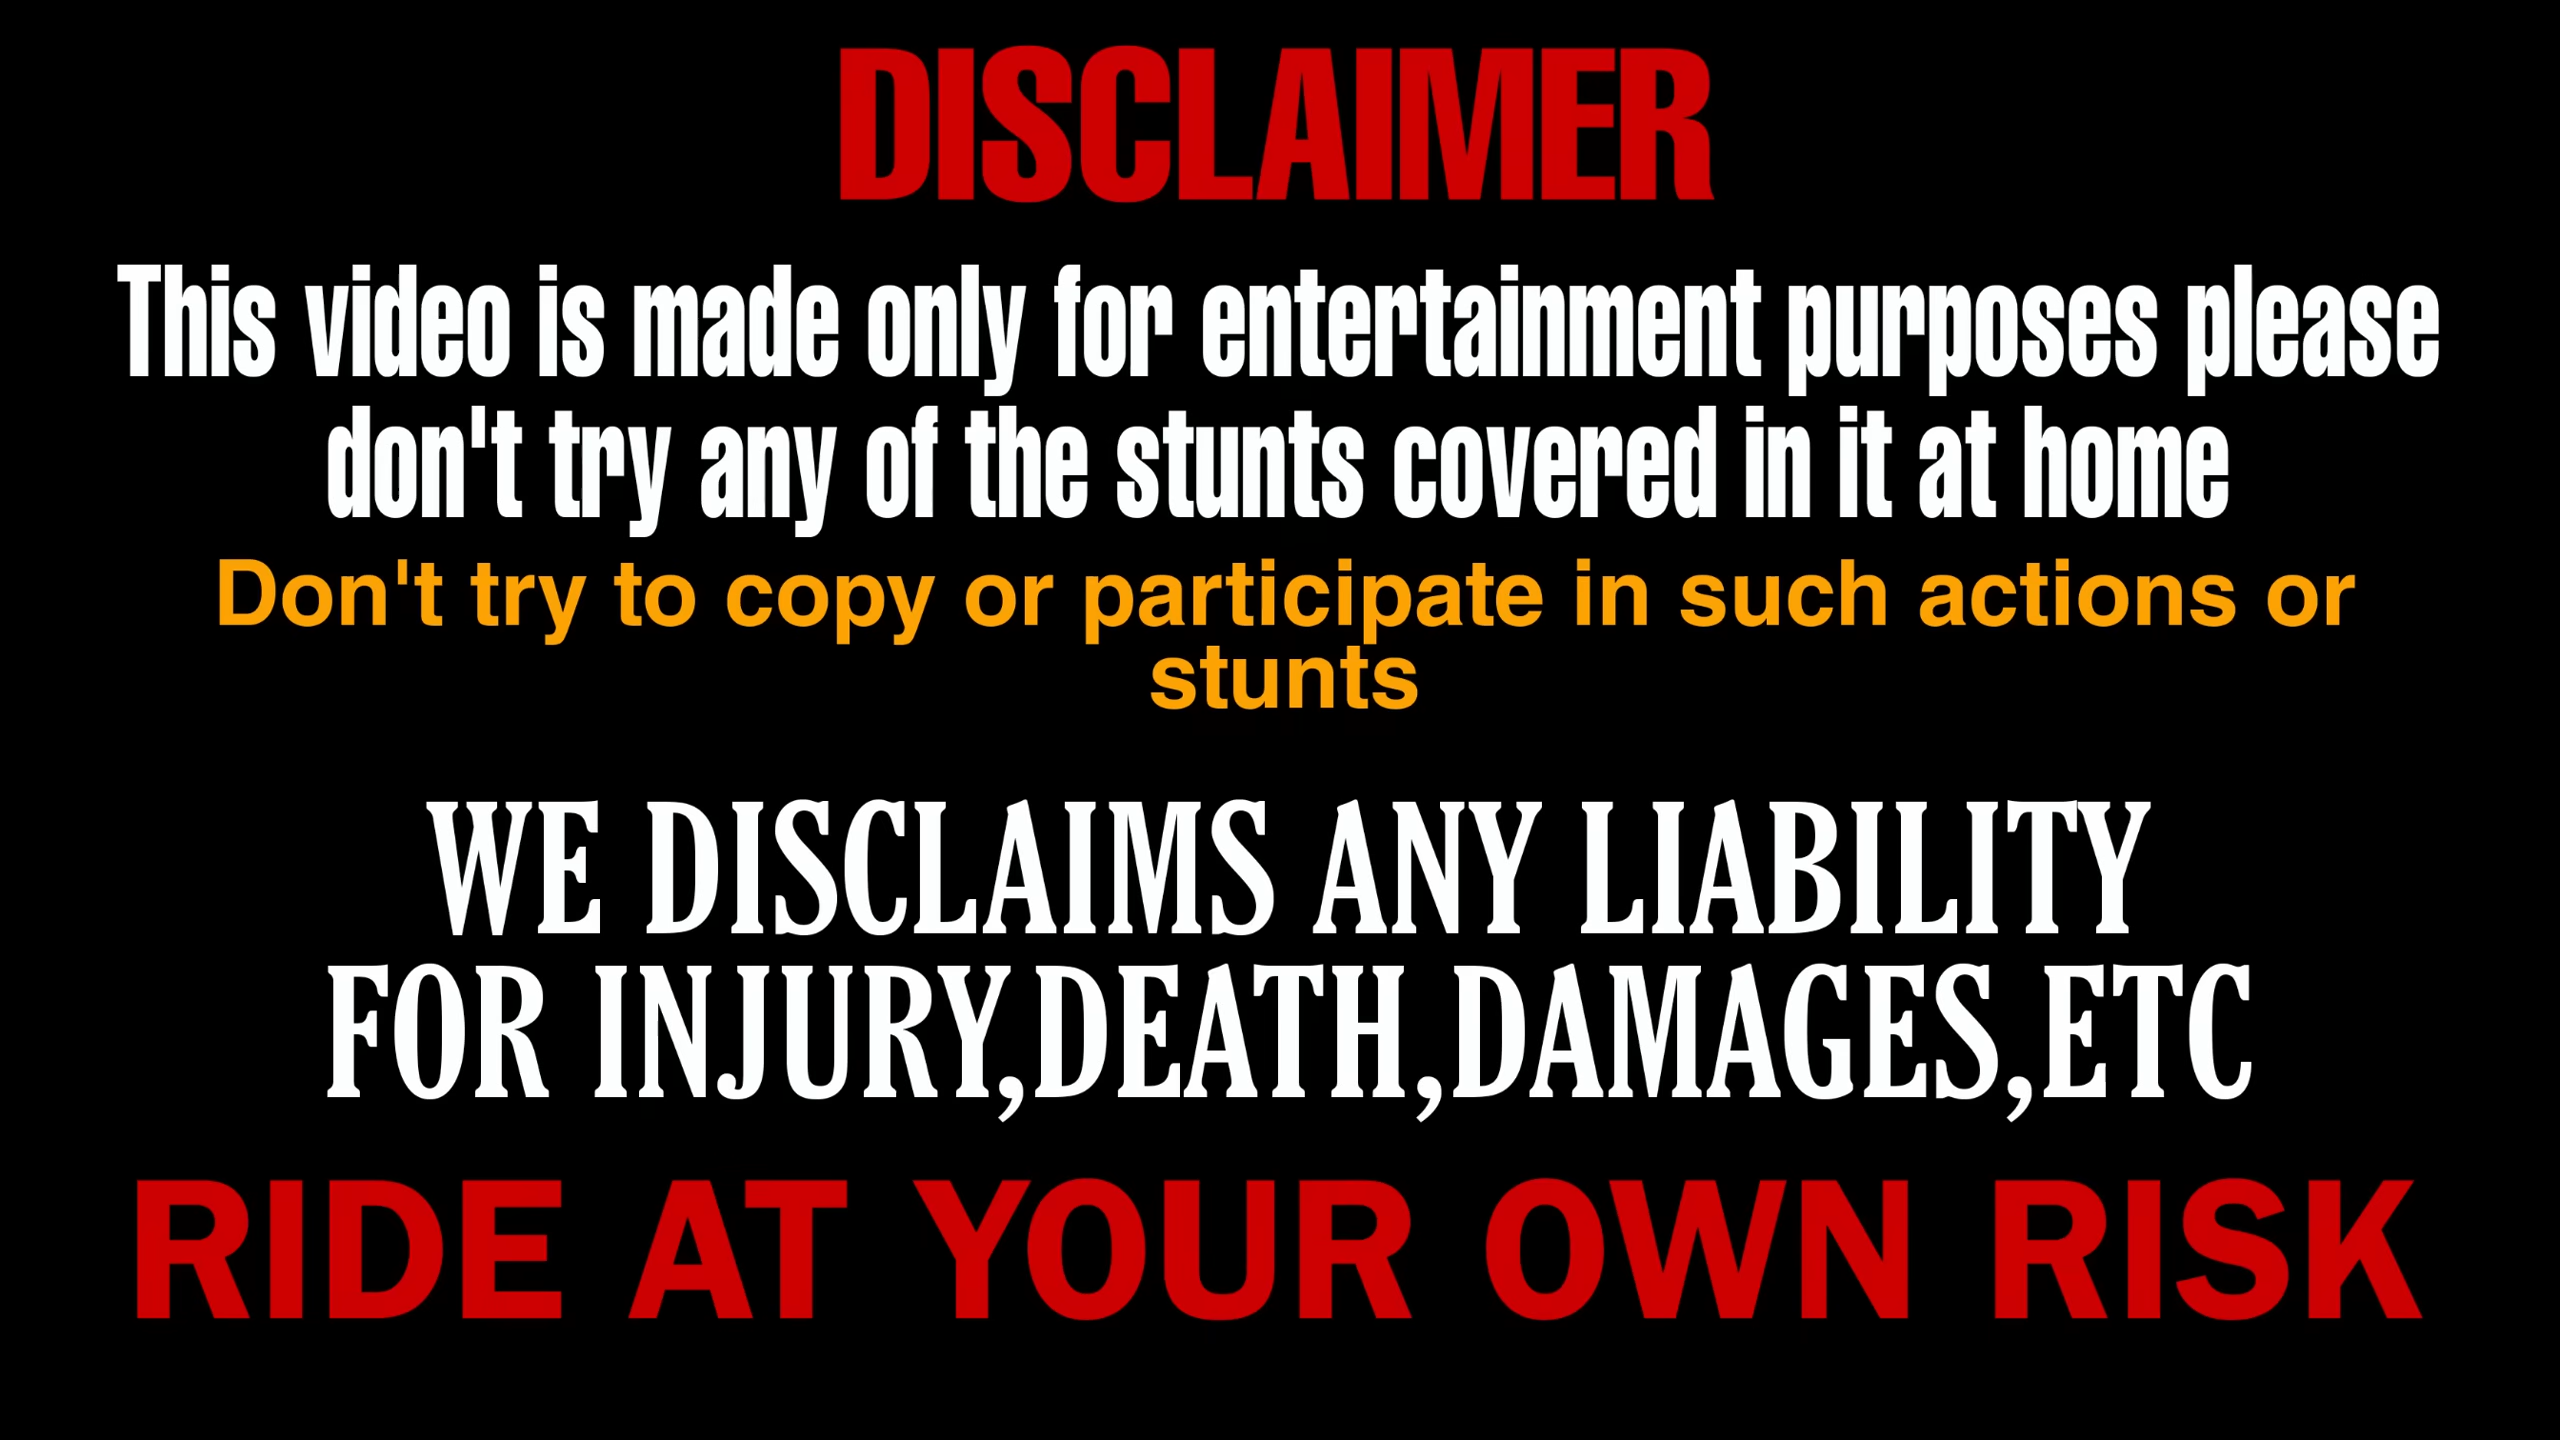 DISCLAIMER
This video is made only for entertainment purposes please
don't try any of the stunts covered in it at home
Don't try to copy or participate in such actions or
stunts
WE DISCLAIMS ANY LIABILITY
FOR INJURY,DEATH,DAMAGES,ETC
RIDE AT YOUR OWN RISK